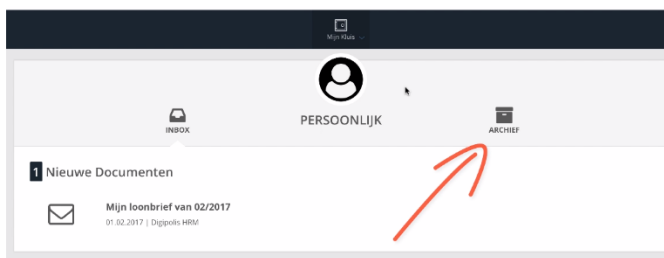 Mijn Kluis
INBOX
PERSOONLIJK
ARCHIEF
1 Nieuwe Documenten
Mijn loonbrief van 02/2017
01.02.2017 | Digipolis HRM